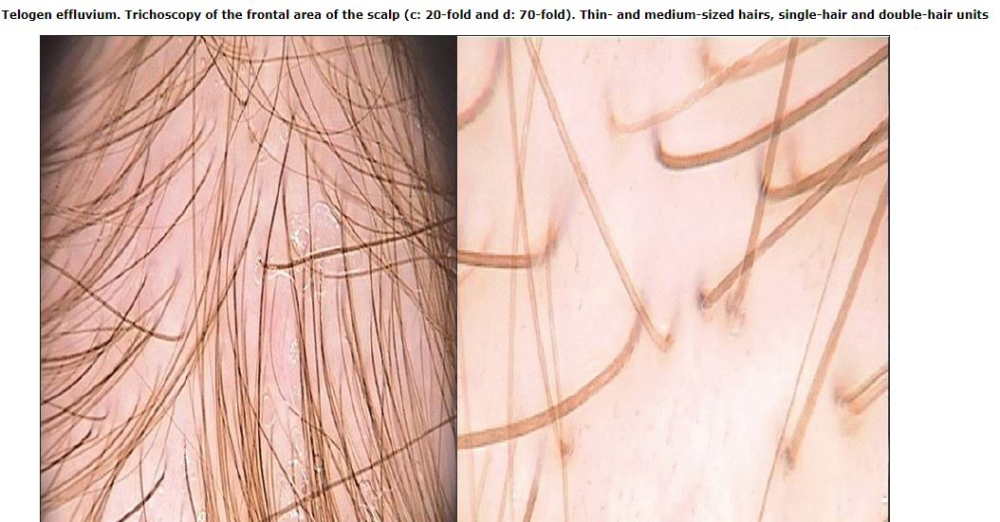 Telogen effluvium. Trichoscopy of the frontal area of the scalp (c: 20-fold and d: 70-fold). Thin- and medium-sized hairs, single-hair and double-hair units